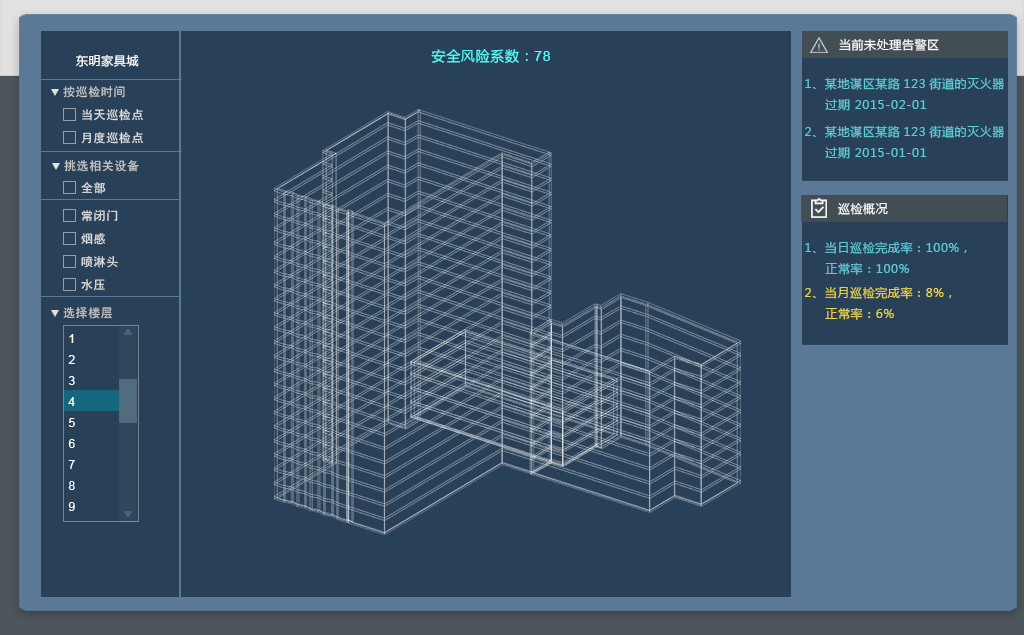 东明家具城
按巡检时间
当天巡检点
月度巡检点
挑选相关设备
全部
常闭门
烟感
喷淋头
水压
选择楼层
1
2
3
4
5
6
7
8
9
安全风险系数：78
当前未处理告警区
1、某地谋区某路 123 街道的灭火器
过期 2015-02-01
2、某地谋区某路 123 街道的灭火器
过期 2015-01-01
巡检概况
1、当日巡检完成率：100%，
正常率：100%
2、当月巡检完成率：8%，
正常率：6%